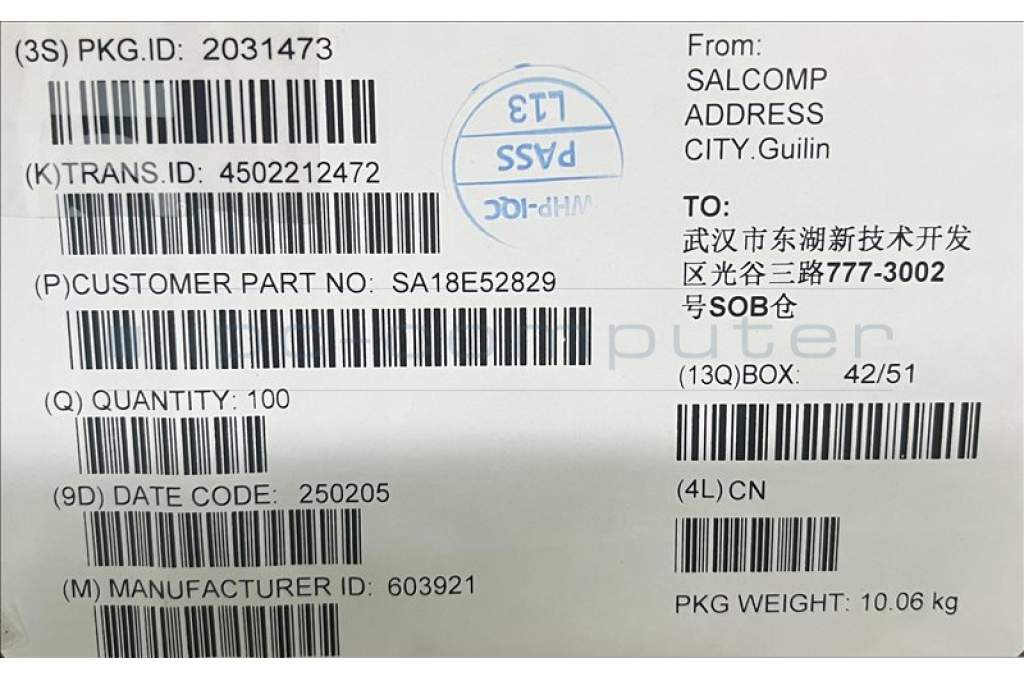 (3S) PKG.ID: 2031473
(K)TRANS.ID: 4502212472
(P)CUSTOMER PART NO: SA18E52829
(Q) QUANTITY: 100
(9D) DATE CODE: 250205
(M) MANUFACTURER ID: 603921
L13
PASS
WHP-IQC
From:
SALCOMP
ADDRESS
CITY.Guilin
TO:
武汉市东湖新技术开发
区光谷三路777-3002
号SOB仓
(13Q)BOX: 42/51
(4L) CN
PKG WEIGHT: 10.06 kg
ipc-computer